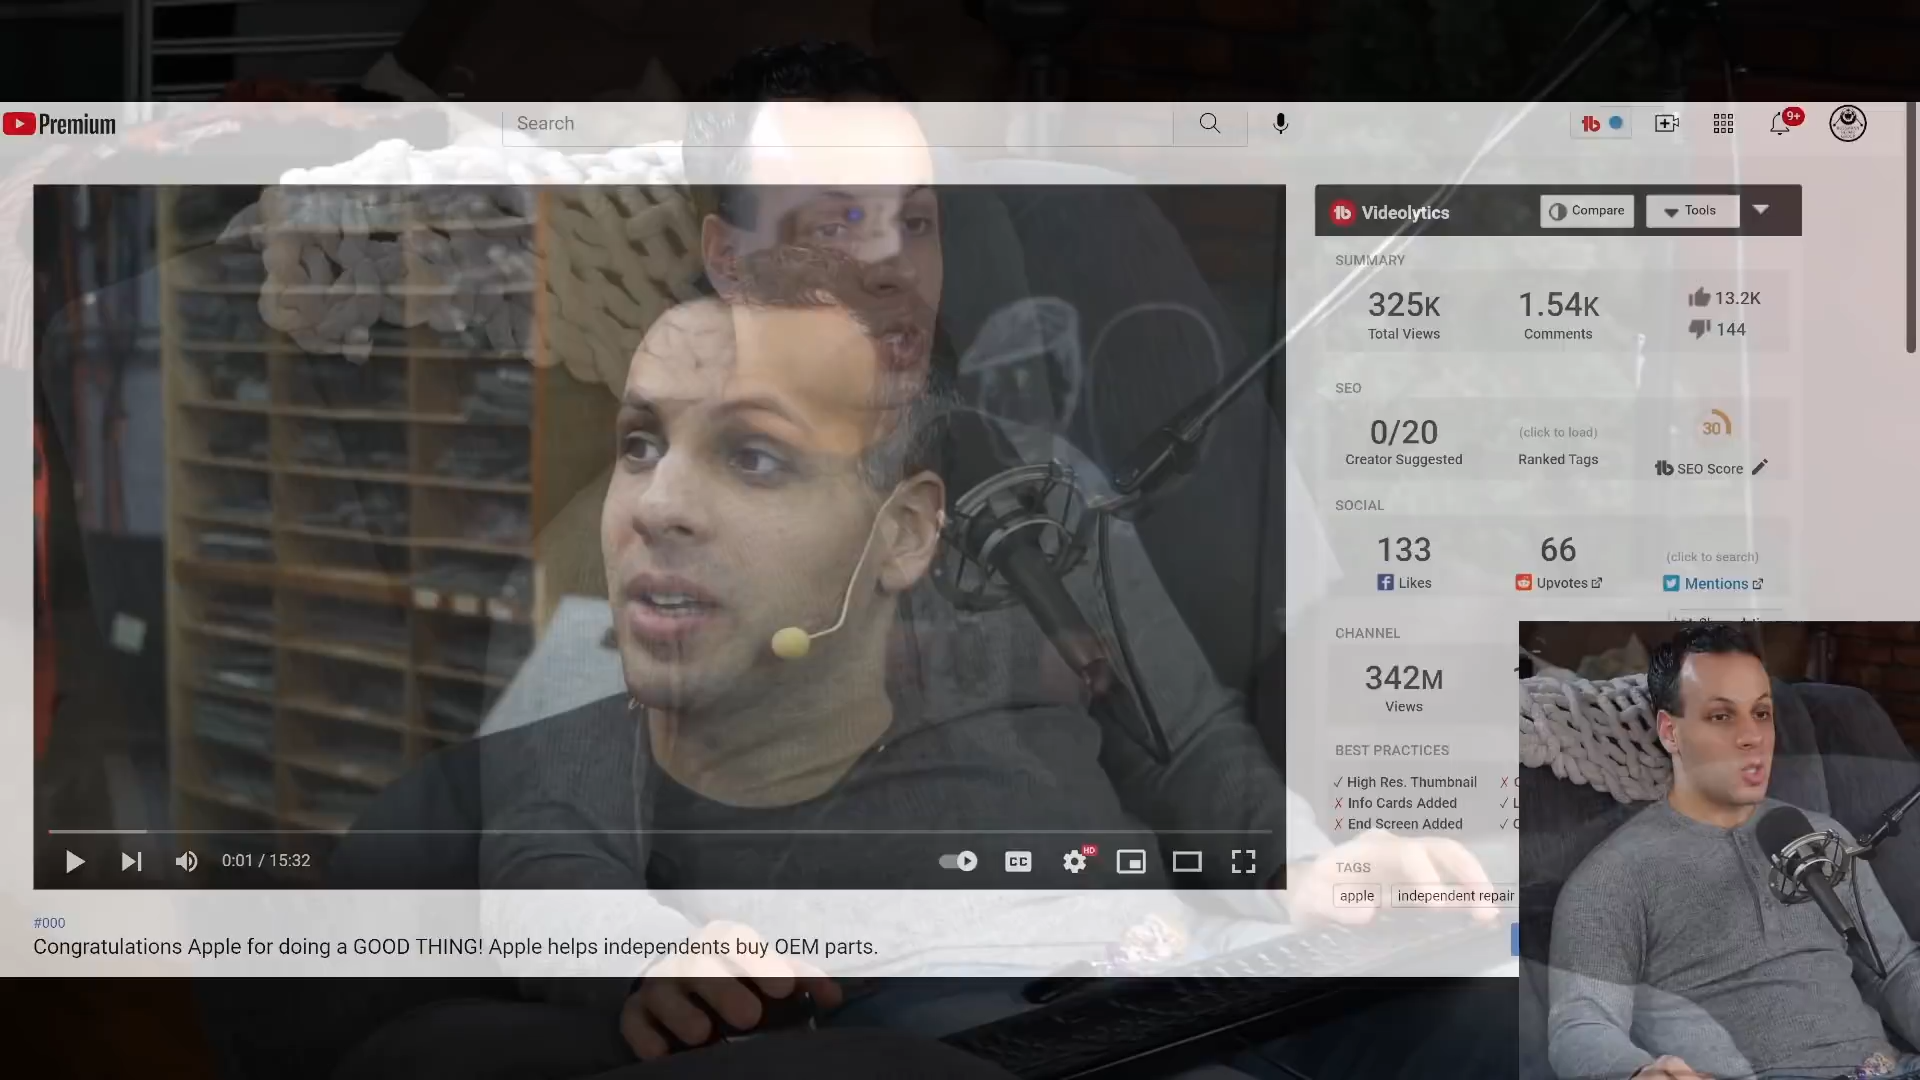 Premium
Search
9+
Videolytics
Compare
Tools
SUMMARY
325K
Total Views
1.54K
Comments
13.2K
144
SEO
0/20
Creator Suggested
(click to load)
Ranked Tags
30
SEO Score
SOCIAL
133
Likes
66
Upvotes
(click to search)
Mentions
CHANNEL
342M
Views
BEST PRACTICES
High Res. Thumbnail
Info Cards Added
End Screen Added
TAGS
apple
independent repair
0:01 / 15:32
CC
HD
#000
Congratulations Apple for doing a GOOD THING! Apple helps independents buy OEM parts.